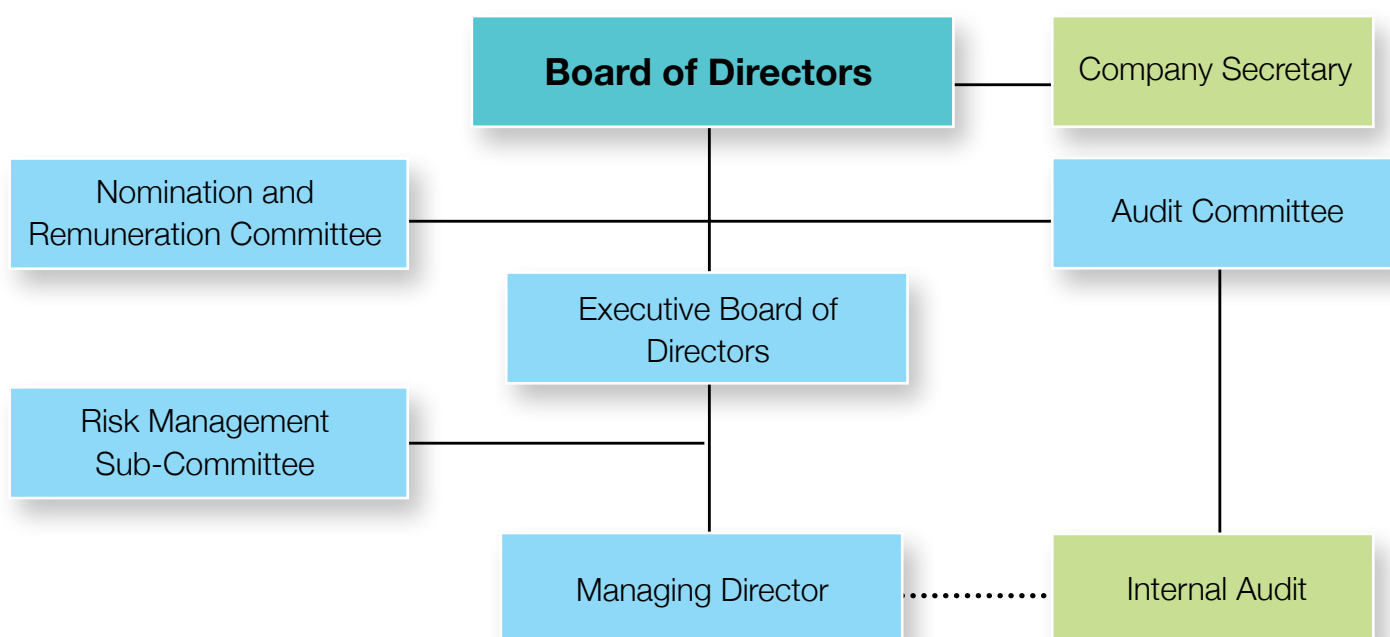 Board of Directors
Company Secretary
Nomination and
Remuneration Committee
Audit Committee
Executive Board of
Directors
Risk Management
Sub-Committee
Managing Director
Internal Audit